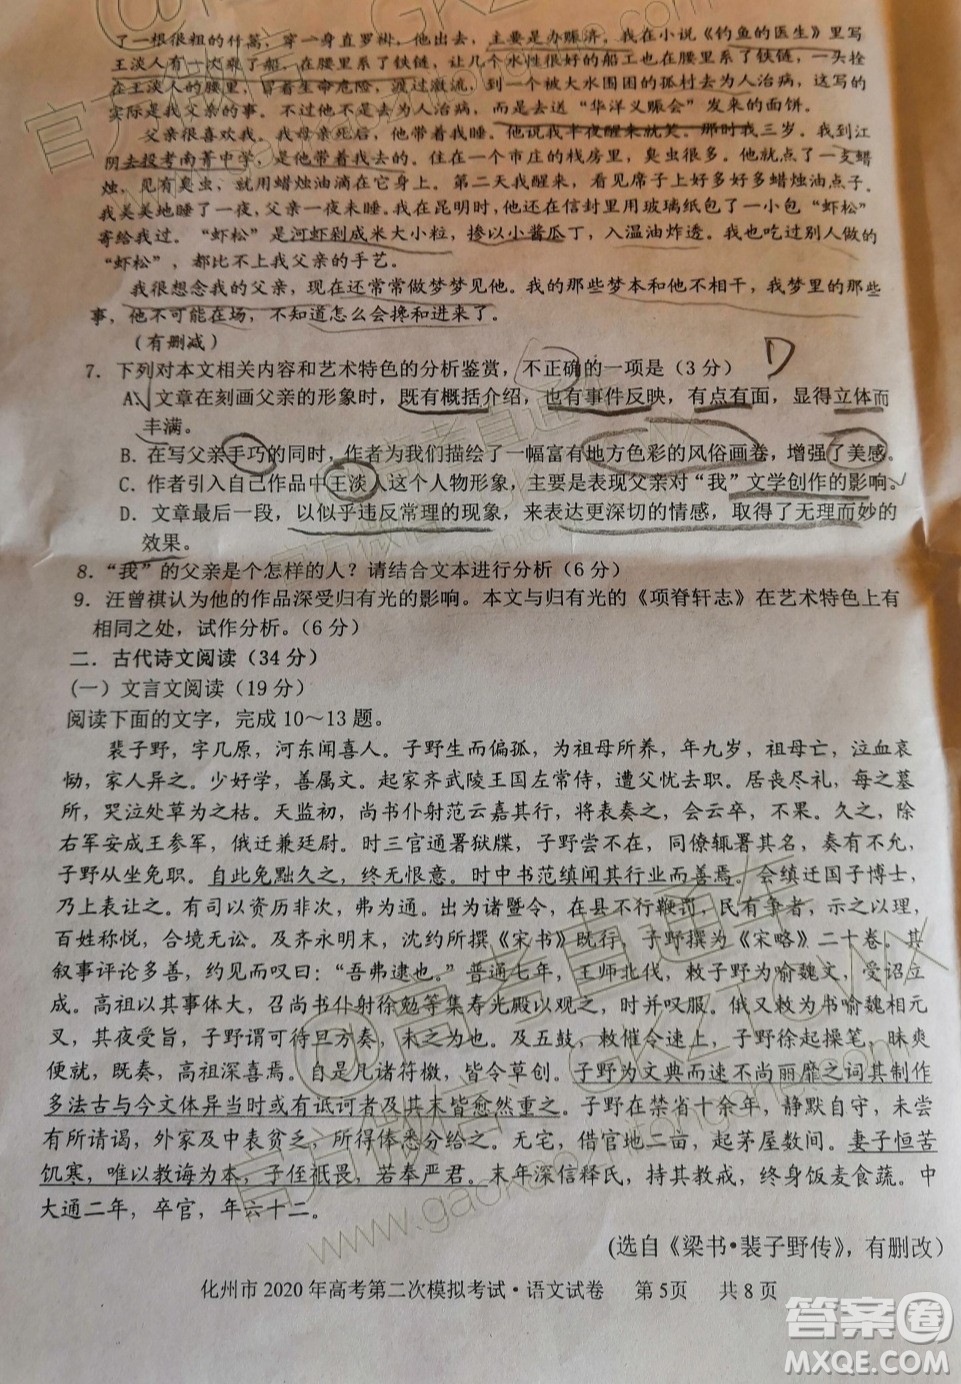 了一根很粗的竹篙，穿一身直罗褂。他出去，主要是办赈济。我在小说《钓鱼的医生》里写
王淡人有一次乘了船，在腰里系了铁链，让几个水性很好的船工也在腰里系了铁链，一头拴
在王淡人的腰里，冒着生命危险，渡过激流，到一个被大水围困的孤村去为人治病，这写的
实际是我父亲的事。不过他不是去为人治病，而是去送“华洋义赈会”发来的面饼。
父亲很喜欢我。我母亲死后，他带着我睡。他说我半夜醒来就笑。那时我三岁。我到江
阴去投考南菁中学，是他带着我去的。住在一个市庄的栈房里，臭虫很多。他就点了一支蜡
烛，见有臭虫，就用蜡烛油滴在它身上。第二天我醒来，看见席子上好多好多蜡烛油点子。
我美美地睡了一夜，父亲一夜未睡。我在昆明时，他还在信封里用玻璃纸包了一小包“虾松”
寄给我过。“虾松”是河虾剁成米大小粒，掺以小酱瓜丁，入温油炸透。我也吃过别人做的
“虾松”，都比不上我父亲的手艺。
我很想念我的父亲，现在还常常做梦梦见他。我的那些梦本和他不相干，我梦里的那些
事，他不可能在场，不知道怎么会搀和进来了。
（有删减）
7．下列对本文相关内容和艺术特色的分析鉴赏，不正确的一项是（3分） D
A．文章在刻画父亲的形象时，既有概括介绍，也有事件反映，有点有面，显得立体而
丰满。
B．在写父亲手巧的同时，作者为我们描绘了一幅富有地方色彩的风俗画卷，增强了美感。
C．作者引入自己作品中王淡人这个人物形象，主要是表现父亲对“我”文学创作的影响。
D．文章最后一段，以似乎违反常理的现象，来表达更深切的情感，取得了无理而妙的
效果。
8．“我”的父亲是个怎样的人？请结合文本进行分析（6分）
9．汪曾祺认为他的作品深受归有光的影响。本文与归有光的《项脊轩志》在艺术特色上有
相同之处，试作分析。（6分）
二．古代诗文阅读（34分）
（一）文言文阅读（19分）
阅读下面的文字，完成10～13题。
裴子野，字几原，河东闻喜人。子野生而偏孤，为祖母所养，年九岁，祖母亡，泣血哀
恸，家人异之。少好学，善属文。起家齐武陵王国左常侍，遭父忧去职。居丧尽礼，每之墓
所，哭泣处草为之枯。天监初，尚书仆射范云嘉其行，将表奏之，会云卒，不果。久之，除
右军安成王参军，俄迁兼廷尉。时三官通署狱牒，子野尝不在，同僚辄署其名，奏有不允，
子野从坐免职。自此免黜久之，终无恨意。时中书范缜闻其行业而善焉。会缜迁国子博士，
乃上表让之。有司以资历非次，弗为通。出为诸暨令，在县不行鞭罚，民有争者，示之以理，
百姓称悦，合境无讼。及齐永明末，沈约所撰《宋书》既行，子野撰为《宋略》二十卷。其
叙事评论多善，约见而叹曰：“吾弗逮也。”普通七年，王师北伐，敕子野为喻魏文，受诏立
成。高祖以其事体大，召尚书仆射徐勉等集寿光殿以观之，时并叹服。俄又敕为书喻魏相元
叉，其夜受旨，子野谓可待旦方奏，未之为也。及五鼓，敕催令速上，子野徐起操笔，昧爽
便就，既奏，高祖深嘉焉。自是凡诸符檄，皆令草创。子野为文典而速不尚丽靡之词其制作
多法古与今文体异当时或有诋诃者及其末皆愈然重之。子野在禁省十余年，静默自守，未尝
有所请谒，外家及中表贫乏，所得俸悉分给之。无宅，借官地二亩，起茅屋数间。妻子恒苦
饥寒，唯以教诲为本，子侄祇畏，若奉严君。末年深信释氏，持其教戒，终身饭麦食蔬。中
大通二年，卒官，年六十二。
（选自《梁书•裴子野传》，有删改）
化州市2020年高考第二次模拟考试·语文试卷 第5页 共8页
答案圈
MXQE.COM